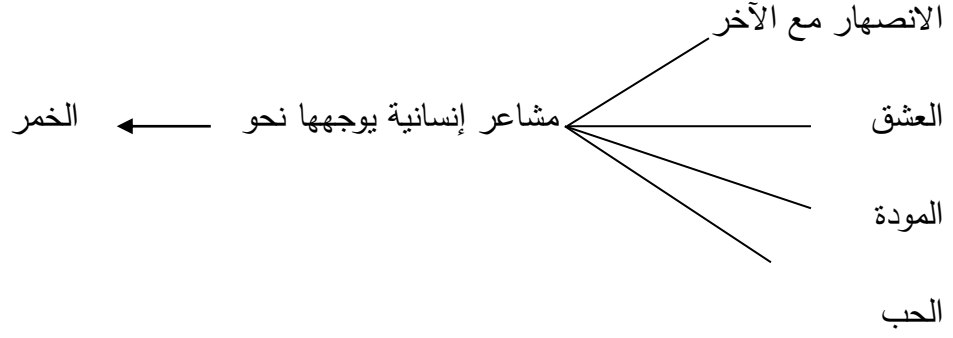 الانصهار مع الآخر
العشق مشاعر إنسانية يوجهها نحو الخمر
المودة
الحب